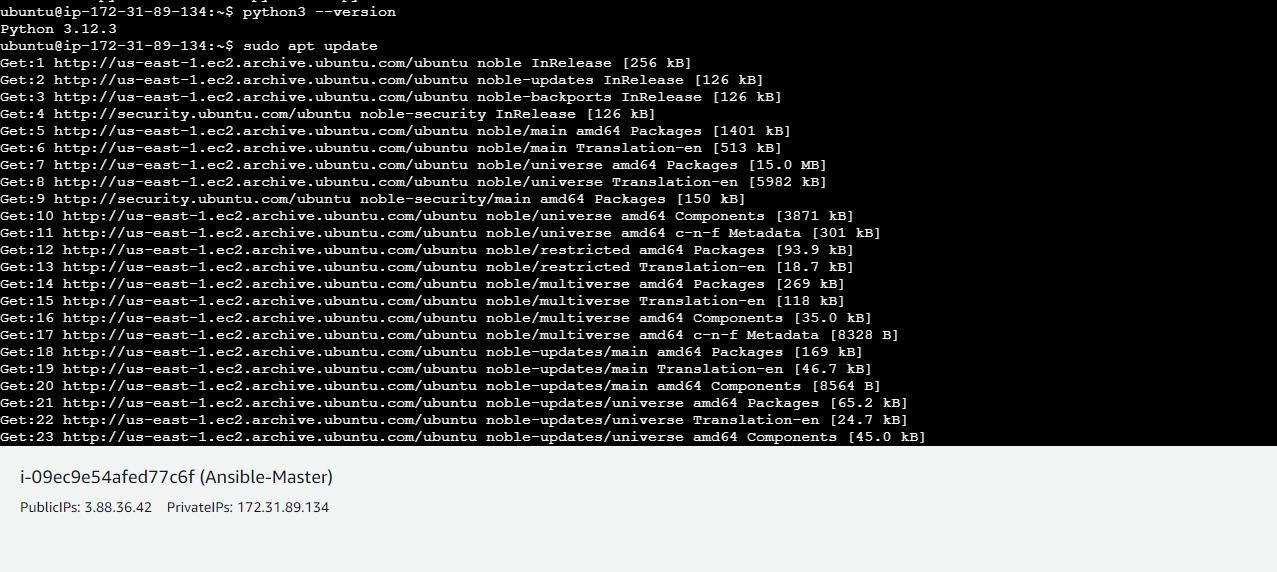 ubuntu@ip-172-31-89-134:~$ python3 --version
Python 3.12.3
ubuntu@ip-172-31-89-134:~$ sudo apt update
Get:1 http://us-east-1.ec2.archive.ubuntu.com/ubuntu noble InRelease [256 kB]
Get:2 http://us-east-1.ec2.archive.ubuntu.com/ubuntu noble-updates InRelease [126 kB]
Get:3 http://us-east-1.ec2.archive.ubuntu.com/ubuntu noble-backports InRelease [126 kB]
Get:4 http://security.ubuntu.com/ubuntu noble-security InRelease [126 kB]
Get:5 http://us-east-1.ec2.archive.ubuntu.com/ubuntu noble/main amd64 Packages [1401 kB]
Get:6 http://us-east-1.ec2.archive.ubuntu.com/ubuntu noble/main Translation-en [513 kB]
Get:7 http://us-east-1.ec2.archive.ubuntu.com/ubuntu noble/universe amd64 Packages [15.0 MB]
Get:8 http://us-east-1.ec2.archive.ubuntu.com/ubuntu noble/universe Translation-en [5982 kB]
Get:9 http://security.ubuntu.com/ubuntu noble-security/main amd64 Packages [150 kB]
Get:10 http://us-east-1.ec2.archive.ubuntu.com/ubuntu noble/universe amd64 Components [3871 kB]
Get:11 http://us-east-1.ec2.archive.ubuntu.com/ubuntu noble/universe amd64 c-n-f Metadata [301 kB]
Get:12 http://us-east-1.ec2.archive.ubuntu.com/ubuntu noble/restricted amd64 Packages [93.9 kB]
Get:13 http://us-east-1.ec2.archive.ubuntu.com/ubuntu noble/restricted Translation-en [18.7 kB]
Get:14 http://us-east-1.ec2.archive.ubuntu.com/ubuntu noble/multiverse amd64 Packages [269 kB]
Get:15 http://us-east-1.ec2.archive.ubuntu.com/ubuntu noble/multiverse Translation-en [118 kB]
Get:16 http://us-east-1.ec2.archive.ubuntu.com/ubuntu noble/multiverse amd64 Components [35.0 kB]
Get:17 http://us-east-1.ec2.archive.ubuntu.com/ubuntu noble/multiverse amd64 c-n-f Metadata [8328 B]
Get:18 http://us-east-1.ec2.archive.ubuntu.com/ubuntu noble-updates/main amd64 Packages [169 kB]
Get:19 http://us-east-1.ec2.archive.ubuntu.com/ubuntu noble-updates/main Translation-en [46.7 kB]
Get:20 http://us-east-1.ec2.archive.ubuntu.com/ubuntu noble-updates/main amd64 Components [8564 B]
Get:21 http://us-east-1.ec2.archive.ubuntu.com/ubuntu noble-updates/universe amd64 Packages [65.2 kB]
Get:22 http://us-east-1.ec2.archive.ubuntu.com/ubuntu noble-updates/universe Translation-en [24.7 kB]
Get:23 http://us-east-1.ec2.archive.ubuntu.com/ubuntu noble-updates/universe amd64 Components [45.0 kB]
i-09ec9e54afed77c6f (Ansible-Master)
PublicIPs: 3.88.36.42 PrivateIPs: 172.31.89.134